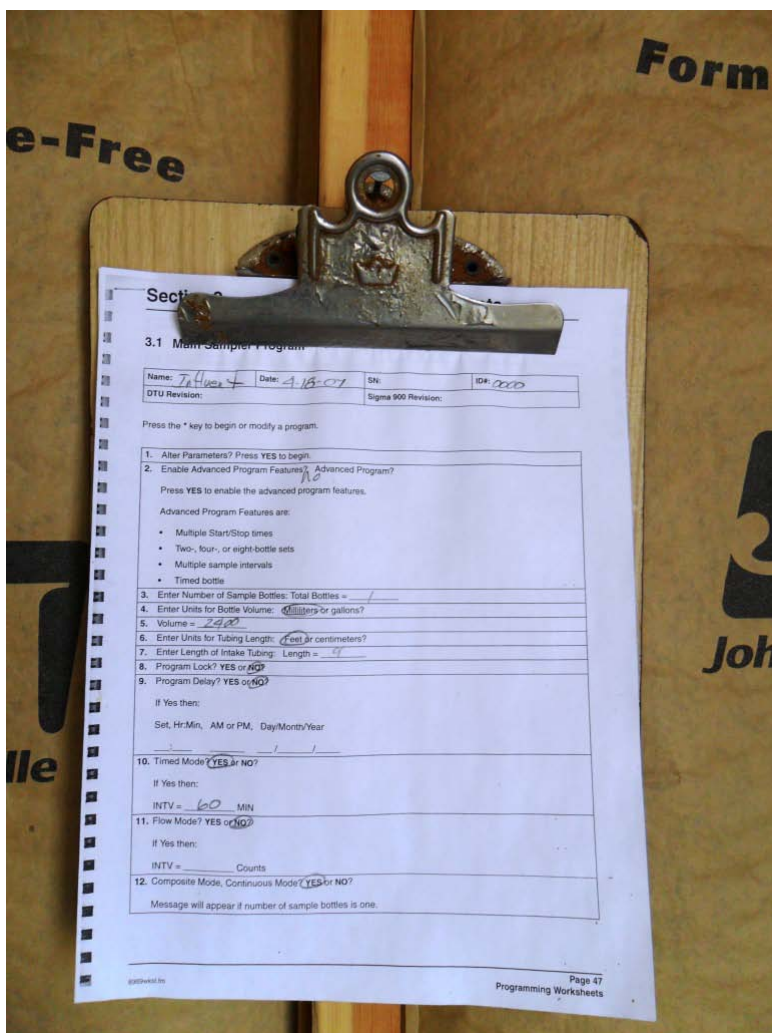 Form
e-Free
Joh
lle
3.1 Main Sampler Program
Name: Influent Date: 4-18-07 SN: ID#: 0000
DTU Revision: Sigma 900 Revision:
Press the * key to begin or modify a program.
1. Alter Parameters? Press YES to begin.
2. Enable Advanced Program Features? Advanced Program?
No
Press YES to enable the advanced program features.
Advanced Program Features are:
• Multiple Start/Stop times
• Two-, four-, or eight-bottle sets
• Multiple sample intervals
• Timed bottle
3. Enter Number of Sample Bottles: Total Bottles = 1
4. Enter Units for Bottle Volume: Milliliters or gallons?
5. Volume = 2400
6. Enter Units for Tubing Length: Feet or centimeters?
7. Enter Length of Intake Tubing: Length = 9
8. Program Lock? YES or NO?
9. Program Delay? YES or NO?
If Yes then:
Set, Hr:Min, AM or PM, Day/Month/Year
__:__ ____ __/__/__
10. Timed Mode? YES or NO?
If Yes then:
INTV = 60 MIN
11. Flow Mode? YES or NO?
If Yes then:
INTV = ______ Counts
12. Composite Mode, Continuous Mode? YES or NO?
Message will appear if number of sample bottles is one.
Page 47
Programming Worksheets